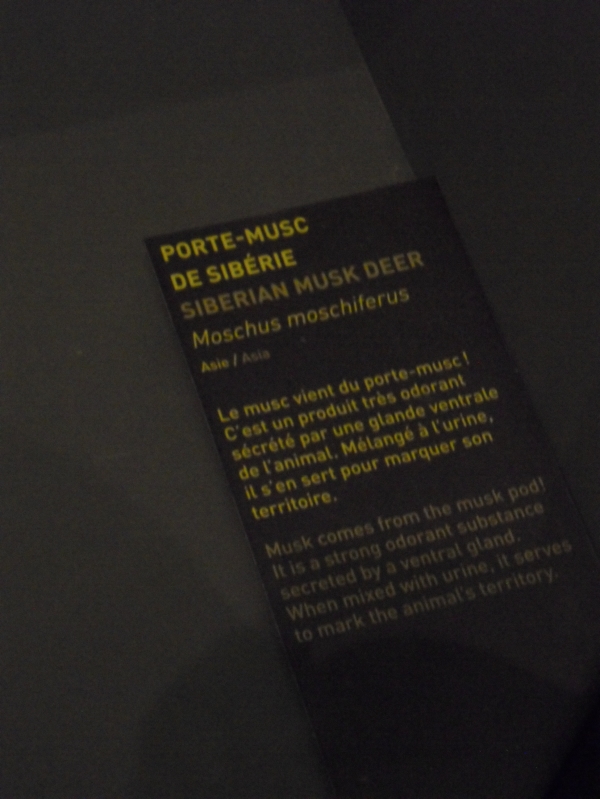 PORTE-MUSC
DE SIBÉRIE
SIBERIAN MUSK DEER
Moschus moschiferus
Asie / Asia
Le musc vient du porte-musc !
C'est un produit très odorant
sécrété par une glande ventrale
de l'animal. Mélangé à l'urine,
il s'en sert pour marquer son
territoire.
Musk comes from the musk pod!
It is a strong odorant substance
secreted by a ventral gland.
When mixed with urine, it serves
to mark the animal's territory.